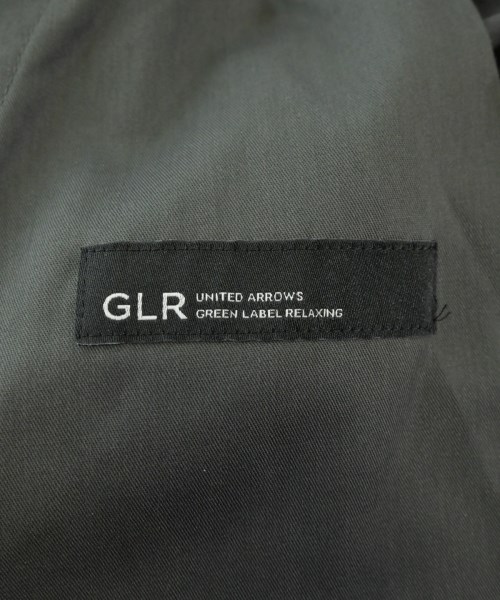 GLR
UNITED ARROWS
GREEN LABEL RELAXING